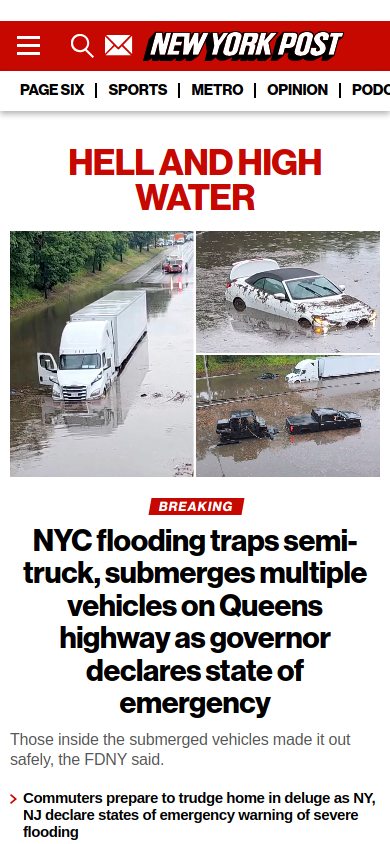 NEW YORK POST
PAGE SIX | SPORTS | METRO | OPINION | PODC
HELL AND HIGH
WATER
BREAKING
NYC flooding traps semi-
truck, submerges multiple
vehicles on Queens
highway as governor
declares state of
emergency
Those inside the submerged vehicles made it out
safely, the FDNY said.
Commuters prepare to trudge home in deluge as NY,
NJ declare states of emergency warning of severe
flooding